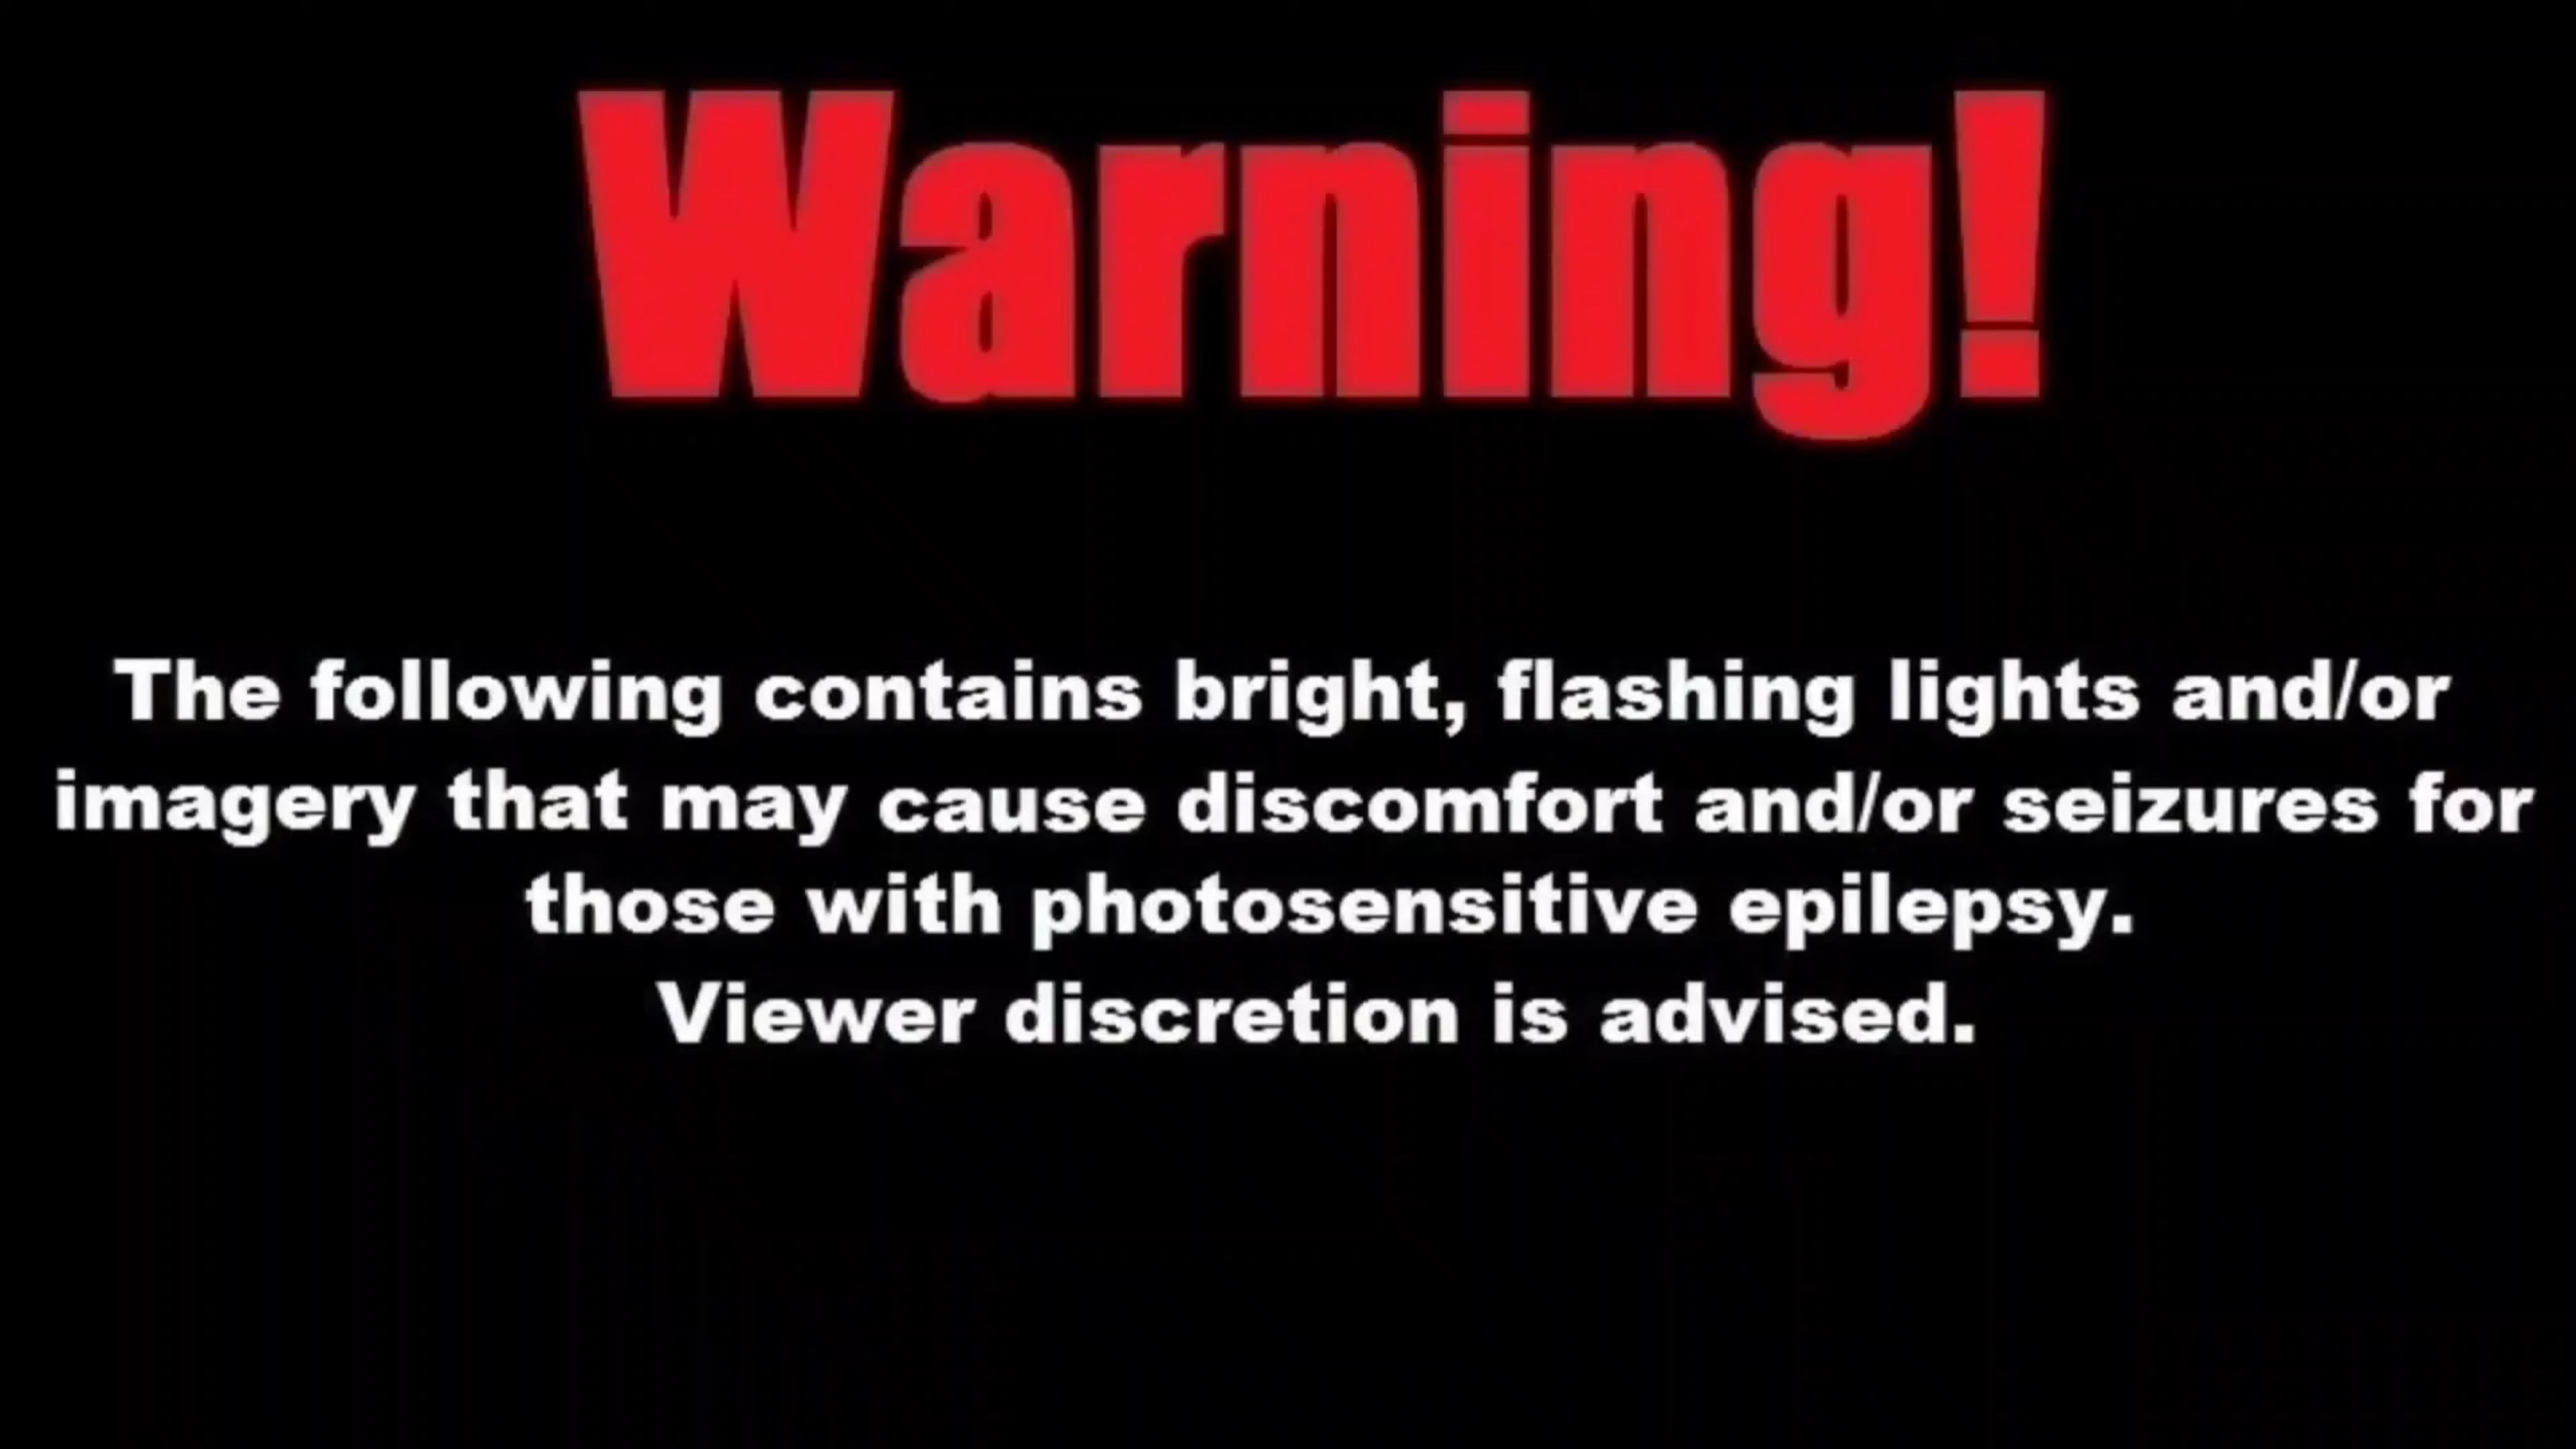 Warning!
The following contains bright, flashing lights and/or
imagery that may cause discomfort and/or seizures for
those with photosensitive epilepsy.
Viewer discretion is advised.